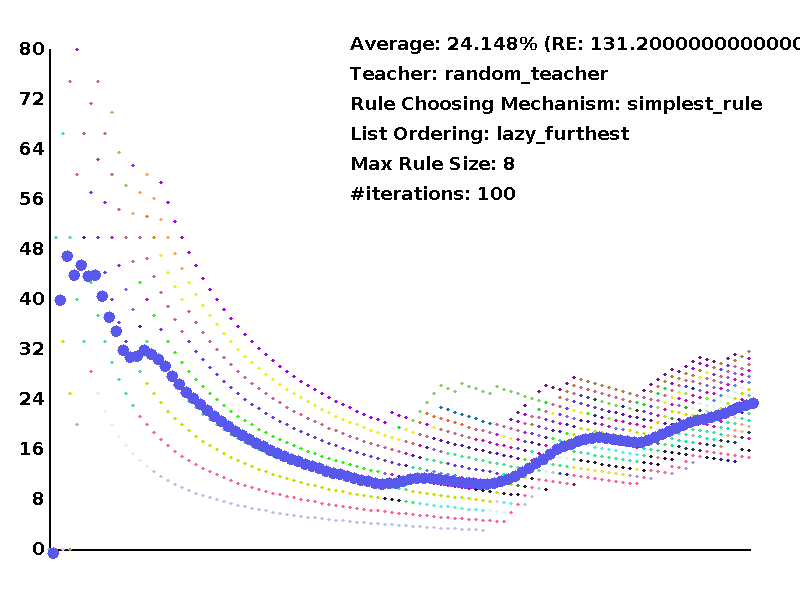 Average: 24.148% (RE: 131.2000000000000
Teacher: random_teacher
Rule Choosing Mechanism: simplest_rule
List Ordering: lazy_furthest
Max Rule Size: 8
#iterations: 100
80
72
64
56
48
40
32
24
16
8
0